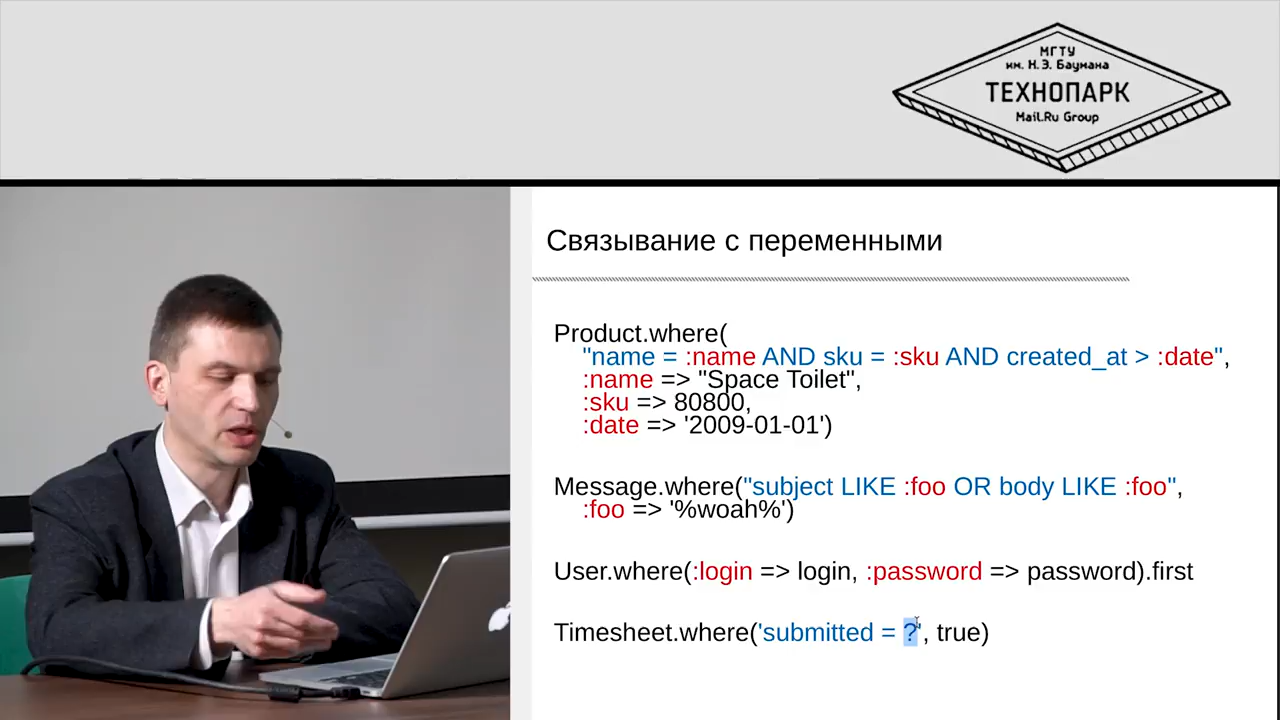 МГТУ
им. Н.Э. Баумана
ТЕХНОПАРК
Mail.Ru Group
Связывание с переменными
Product.where(
"name = :name AND sku = :sku AND created_at > :date",
:name => "Space Toilet",
:sku => 80800,
:date => '2009-01-01')
Message.where("subject LIKE :foo OR body LIKE :foo",
:foo => '%woah%')
User.where(:login => login, :password => password).first
Timesheet.where('submitted = ?', true)